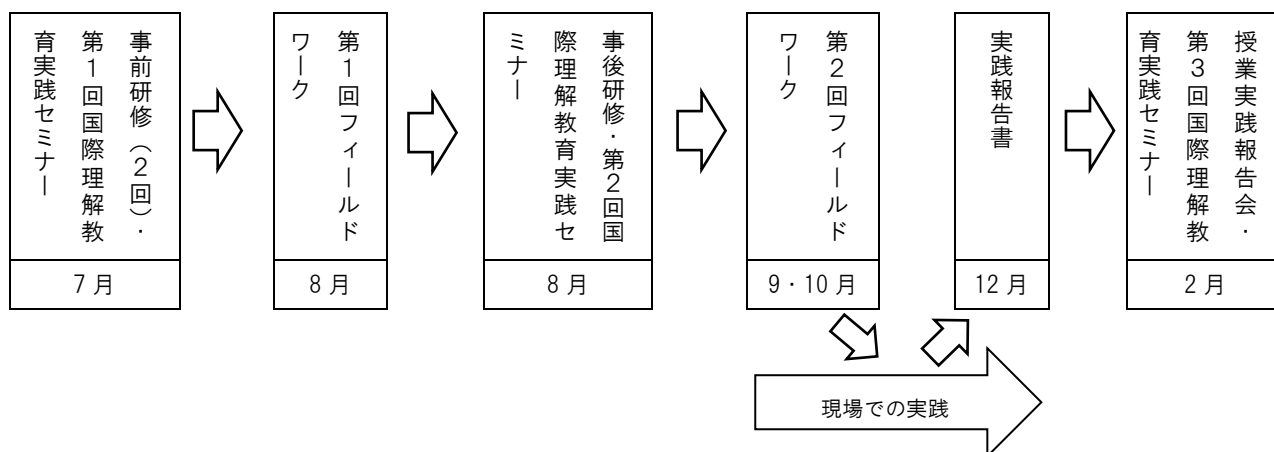 事前研修（２回）・
第１回国際理解教
育実践セミナー
7 月
第１回フィールド
ワーク
8 月
事後研修・第２回国
際理解教育実践セ
ミナー
8 月
第２回フィールド
ワーク
9・10 月
実践報告書
12 月
授業実践報告会・
第３回国際理解教
育実践セミナー
2 月
現場での実践